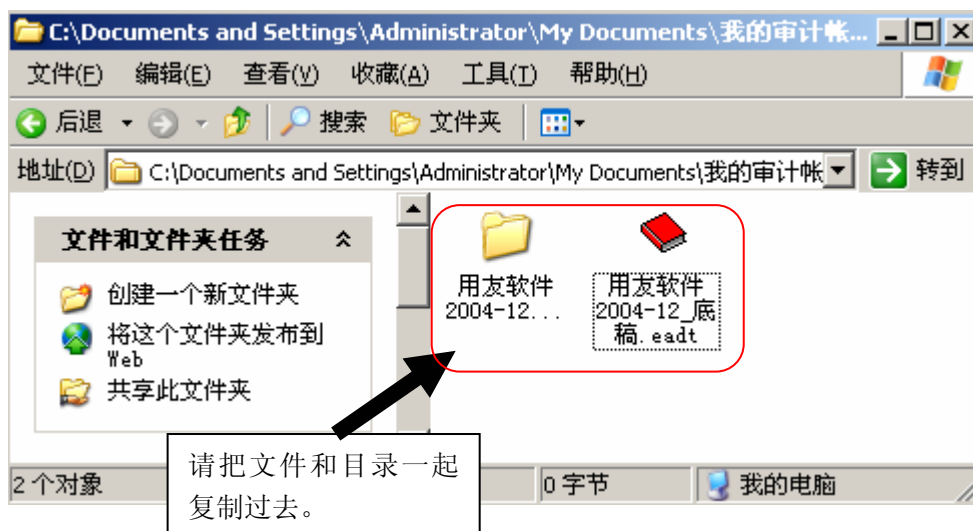 C:\Documents and Settings\Administrator\My Documents\我的审计帐...
文件(F) 编辑(E) 查看(V) 收藏(A) 工具(T) 帮助(H)
后退 搜索 文件夹
地址(D) C:\Documents and Settings\Administrator\My Documents\我的审计帐 转到
文件和文件夹任务
创建一个新文件夹
将这个文件夹发布到
Web
共享此文件夹
用友软件
2004-12...
用友软件
2004-12_底
稿.eadt
请把文件和目录一起
复制过去。
2 个对象 0 字节 我的电脑